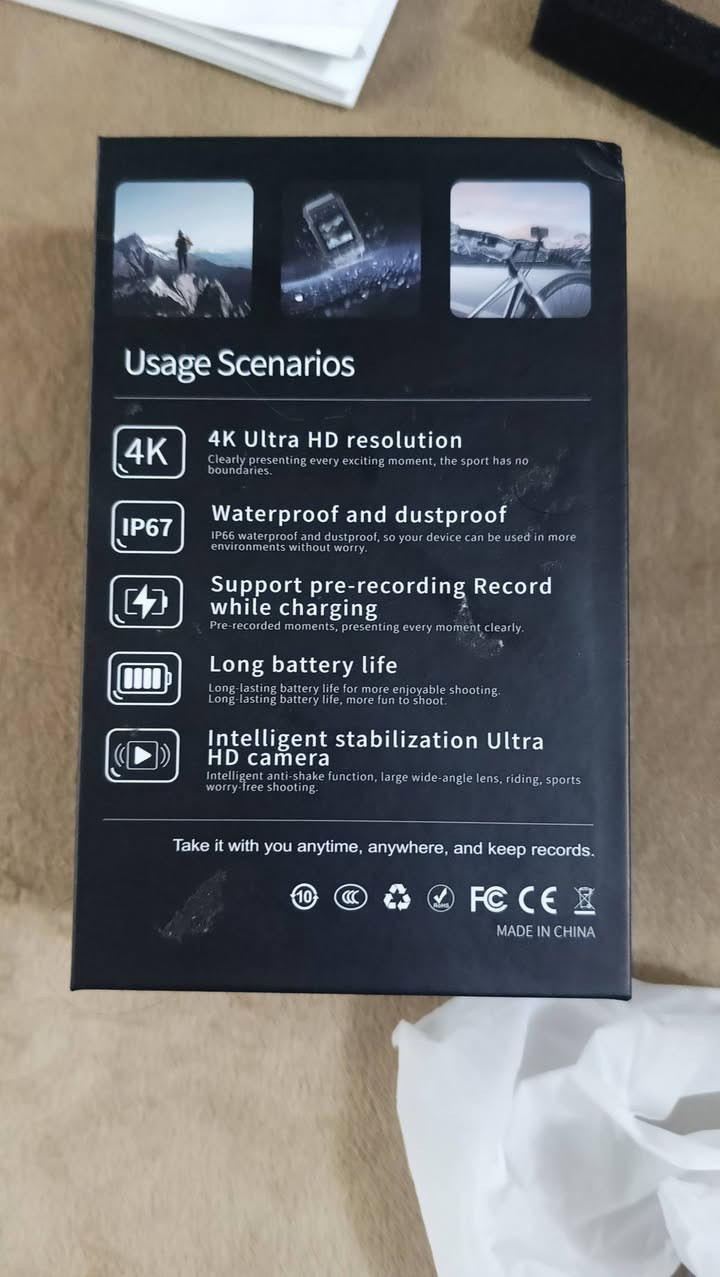 Usage Scenarios
4K
4K Ultra HD resolution
Clearly presenting every exciting moment, the sport has no
boundaries.
IP67
Waterproof and dustproof
IP66 waterproof and dustproof, so your device can be used in more
environments without worry.
Support pre-recording Record
while charging
Pre-recorded moments, presenting every moment clearly.
Long battery life
Long-lasting battery life for more enjoyable shooting.
Long-lasting battery life, more fun to shoot.
Intelligent stabilization Ultra
HD camera
Intelligent anti-shake function, large wide-angle lens, riding, sports
worry-free shooting.
Take it with you anytime, anywhere, and keep records.
10 CCC RoHS FC CE
MADE IN CHINA